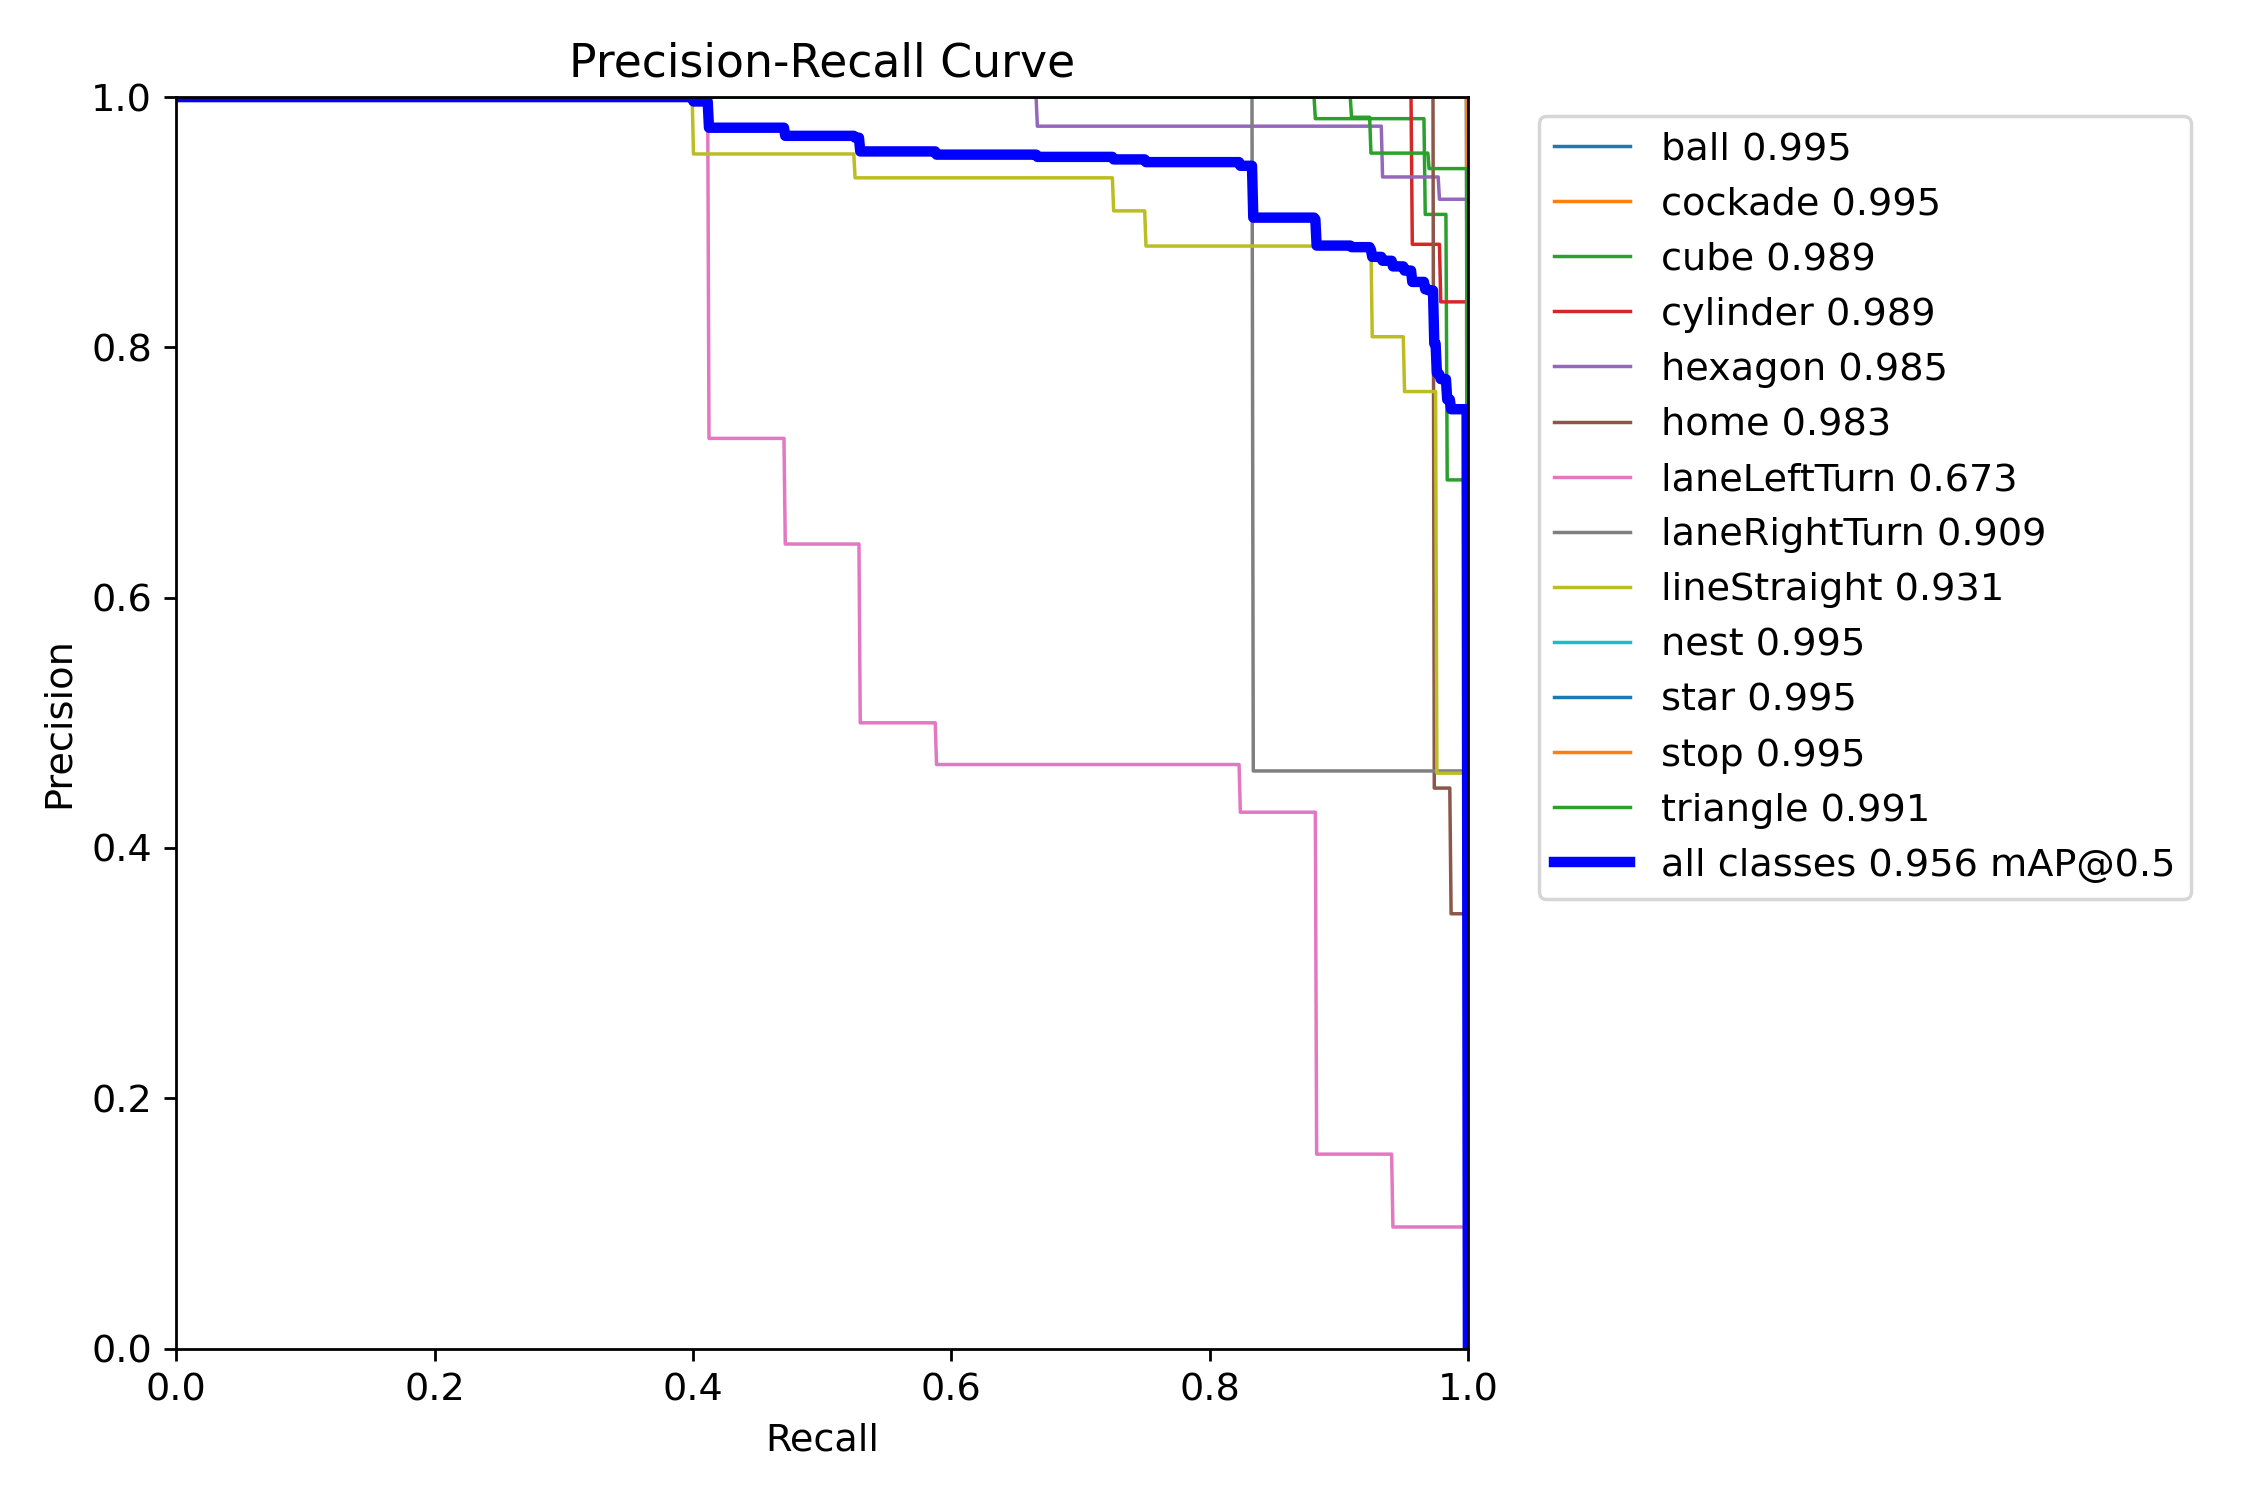 Precision-Recall Curve
1.0
0.8
0.6
0.4
0.2
0.0
Precision
0.0 0.2 0.4 0.6 0.8 1.0
Recall
ball 0.995
cockade 0.995
cube 0.989
cylinder 0.989
hexagon 0.985
home 0.983
laneLeftTurn 0.673
laneRightTurn 0.909
lineStraight 0.931
nest 0.995
star 0.995
stop 0.995
triangle 0.991
all classes 0.956 mAP@0.5